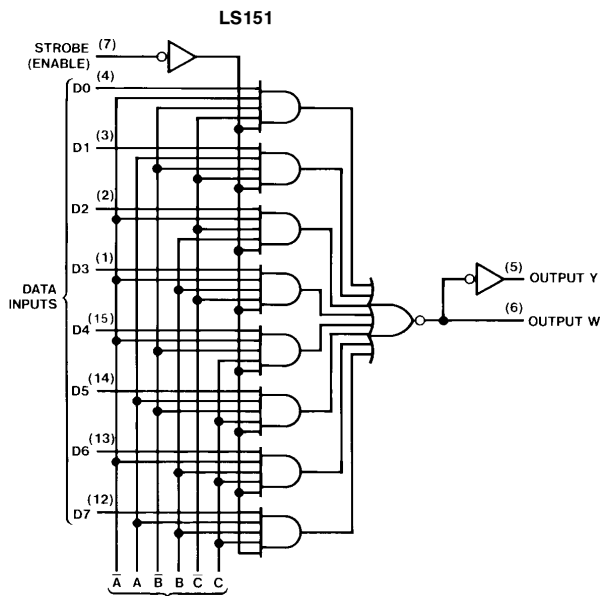 LS151
STROBE (7)
(ENABLE)
(4)
D0
(3)
D1
(2)
D2
(1)
D3
DATA
INPUTS
(15)
D4
(14)
D5
(13)
D6
(12)
D7
(5)
OUTPUT Y
(6)
OUTPUT W
A̅ A B̅ B C̅ C